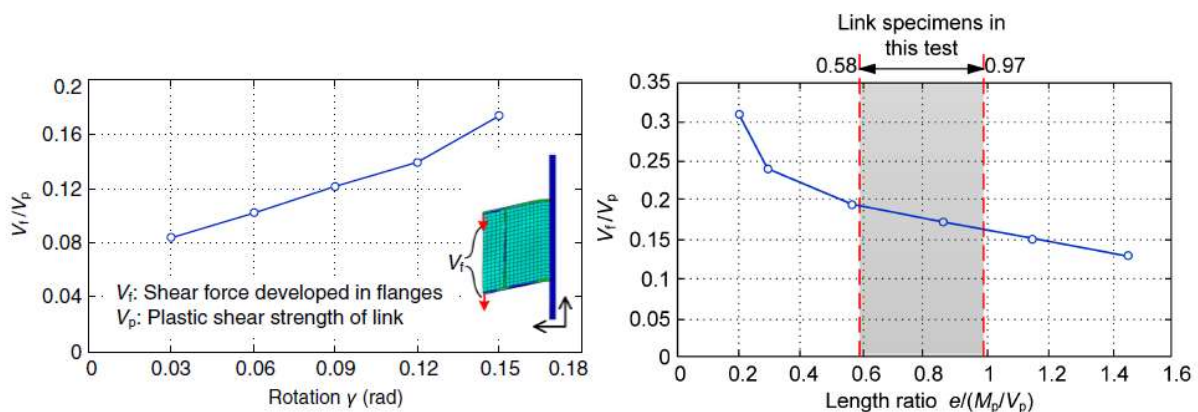 0.2
0.16
0.12
0.08
0.04
0
V_f/V_p
V_f
V_f: Shear force developed in flanges
V_p: Plastic shear strength of link
0 0.03 0.06 0.09 0.12 0.15 0.18
Rotation γ (rad)
Link specimens in
this test
0.58 0.97
0.35
0.3
0.25
0.2
0.15
0.1
0.05
0
V_f/V_p
0 0.2 0.4 0.6 0.8 1 1.2 1.4 1.6
Length ratio e/(M_p/V_p)